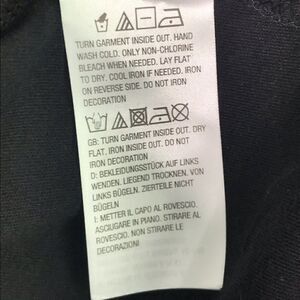 TURN GARMENT INSIDE OUT. HAND
WASH COLD. ONLY NON-CHLORINE
BLEACH WHEN NEEDED. LAY FLAT
TO DRY. COOL IRON IF NEEDED. IRON
ON REVERSE SIDE. DO NOT IRON
DECORATION
GB: TURN GARMENT INSIDE OUT. DRY
FLAT. IRON INSIDE OUT. DO NOT
IRON DECORATION
D: BEKLEIDUNGSSTÜCK AUF LINKS
WENDEN. LIEGEND TROCKNEN. VON
LINKS BÜGELN. ZIERTEILE NICHT
BÜGELN
I: METTER IL CAPO AL ROVESCIO.
ASCIUGARE IN PIANO. STIRARE AL
ROVESCIO. NON STIRARE LE
DECORAZIONI